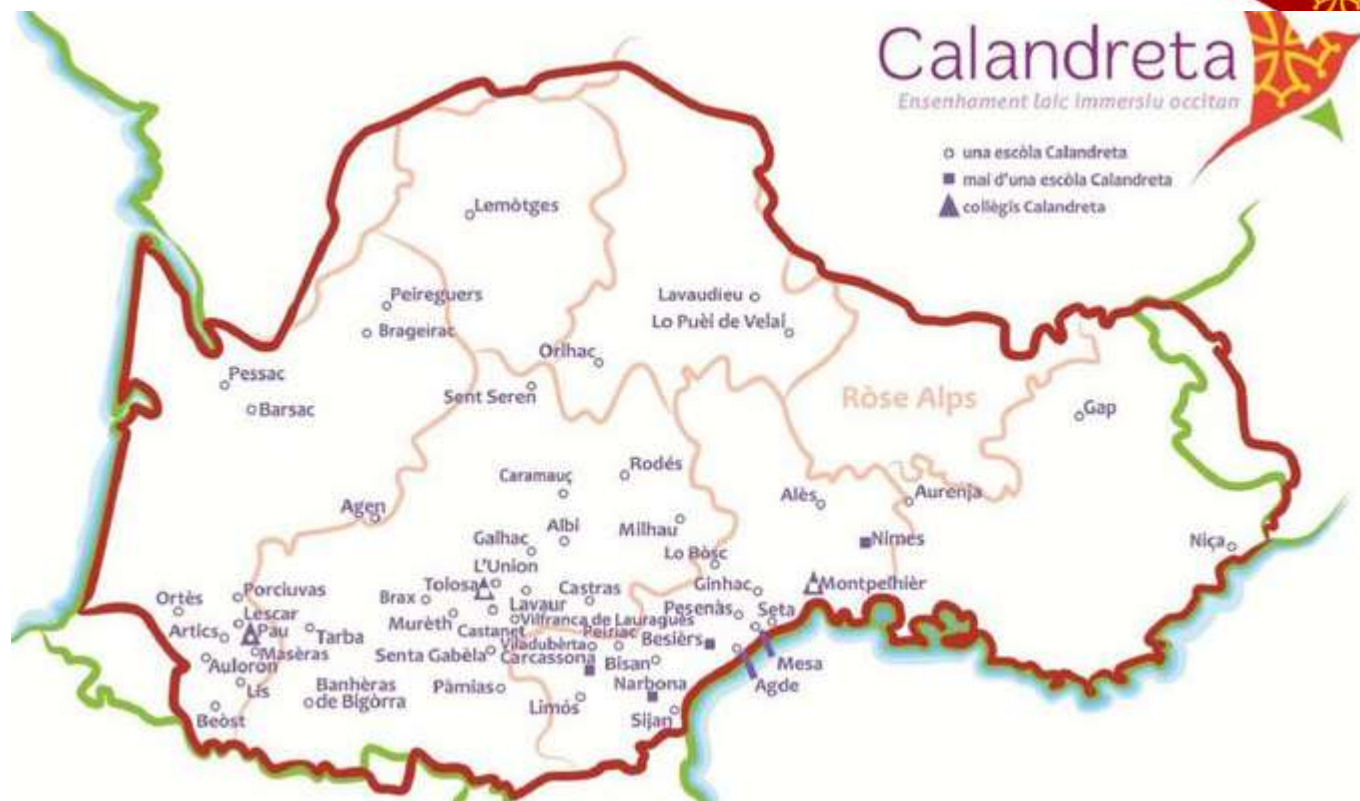 Calandreta
Ensenhament laïc immersiu occitan
una escòla Calandreta
mai d'una escòla Calandreta
collègis Calandreta
Lemòtges
Peireguers
Brageirac
Lavaudieu
Lo Puèi de Velai
Orlhac
Pessac
Barsac
Sent Seren
Ròse Alps
Gap
Caramauç
Rodés
Agen
Alès
Aurenja
Albi
Milhau
Galhac
Nimes
Lo Bòsc
Niça
L'Union
Tolosa
Castras
Ginhac
Montpelhièr
Porciuvas
Ortès
Brax
Lavaur
Pesenàs
Seta
Lescar
Murèth
Vilfranca de Lauragués
Artics
Pau
Tarba
Castanet
Peiriac
Besièrs
Masèras
Senta Gabèla
Viladubèrta
Carcassona
Bisan
Mesa
Auloron
Lis
Banhèras
de Bigòrra
Pàmias
Narbona
Agde
Limós
Beòst
Sijan